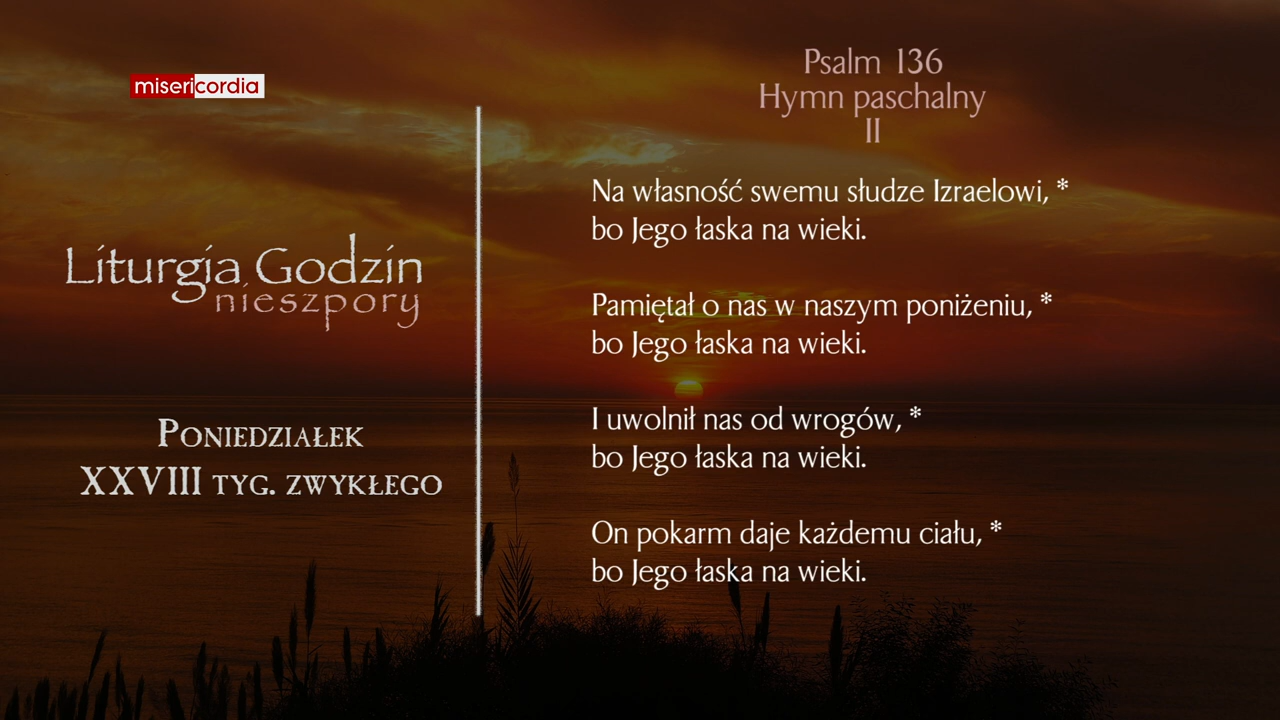 misericordia
Liturgia Godzin
nieszpory
Poniedziałek
XXVIII tyg. zwykłego
Psalm 136
Hymn paschalny
II
Na własność swemu słudze Izraelowi, *
bo Jego łaska na wieki.
Pamiętał o nas w naszym poniżeniu, *
bo Jego łaska na wieki.
I uwolnił nas od wrogów, *
bo Jego łaska na wieki.
On pokarm daje każdemu ciału, *
bo Jego łaska na wieki.